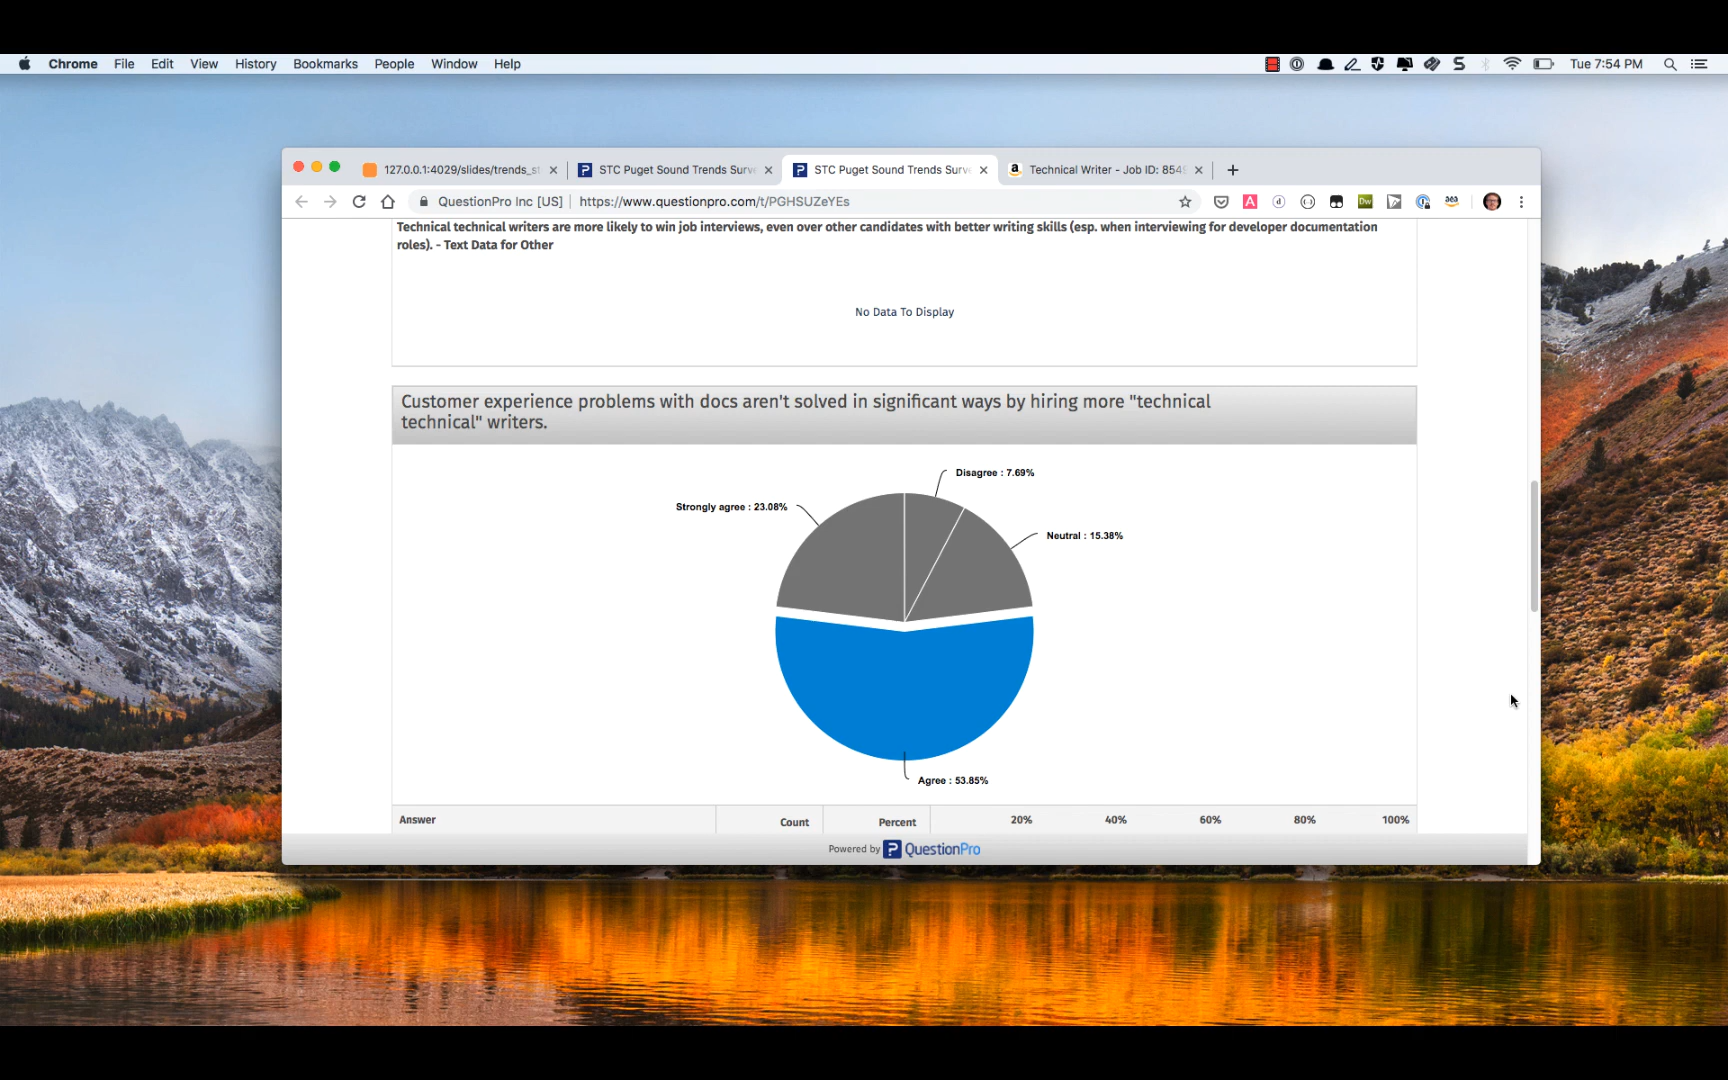 Chrome File Edit View History Bookmarks People Window Help
Tue 7:54 PM
127.0.0.1:4029/slides/trends_st
STC Puget Sound Trends Surve
STC Puget Sound Trends Surve
Technical Writer - Job ID: 8549
QuestionPro Inc [US] | https://www.questionpro.com/t/PGHSUZeYEs
Technical technical writers are more likely to win job interviews, even over other candidates with better writing skills (esp. when interviewing for developer documentation
roles). - Text Data for Other
No Data To Display
Customer experience problems with docs aren't solved in significant ways by hiring more "technical
technical" writers.
Disagree : 7.69%
Strongly agree : 23.08%
Neutral : 15.38%
Agree : 53.85%
Answer Count Percent 20% 40% 60% 80% 100%
Powered by QuestionPro